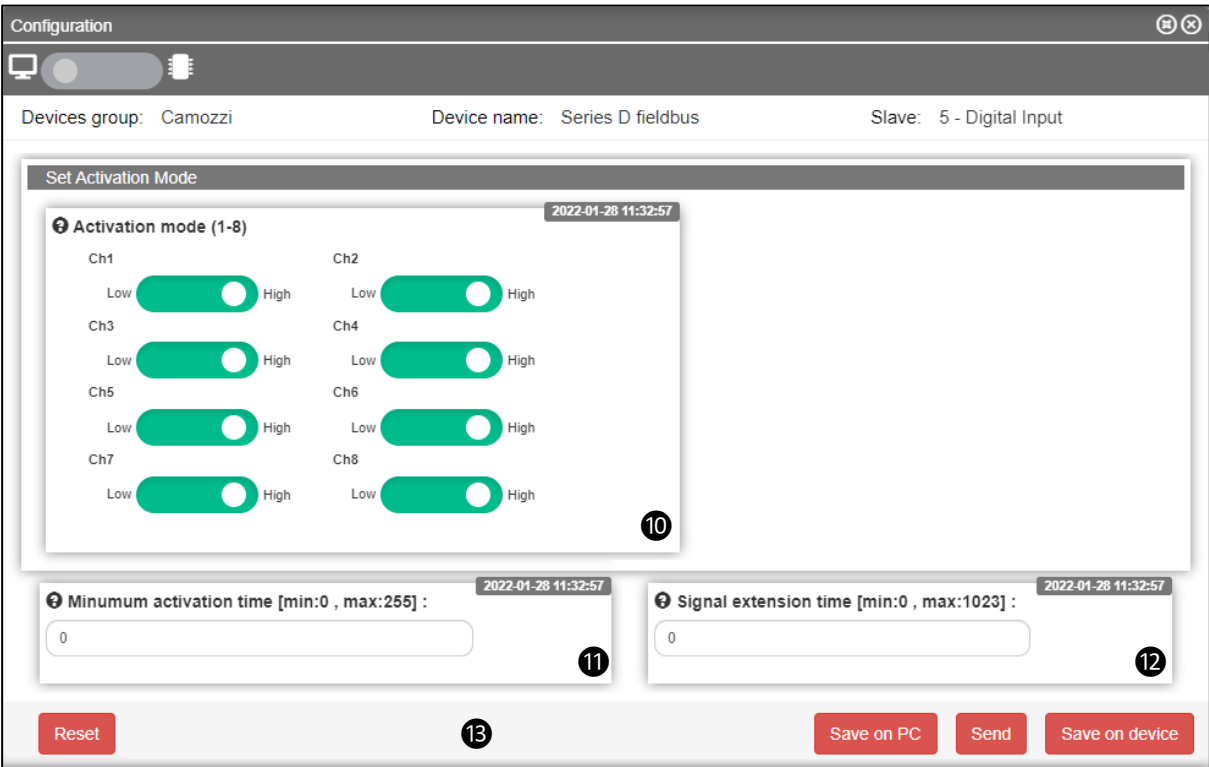 Configuration
Devices group: Camozzi Device name: Series D fieldbus Slave: 5 - Digital Input
Set Activation Mode
2022-01-28 11:32:57
Activation mode (1-8)
Ch1 Ch2
Low High Low High
Ch3 Ch4
Low High Low High
Ch5 Ch6
Low High Low High
Ch7 Ch8
Low High Low High
10
2022-01-28 11:32:57
Minumum activation time [min:0 , max:255] :
0
11
2022-01-28 11:32:57
Signal extension time [min:0 , max:1023] :
0
12
Reset 13 Save on PC Send Save on device